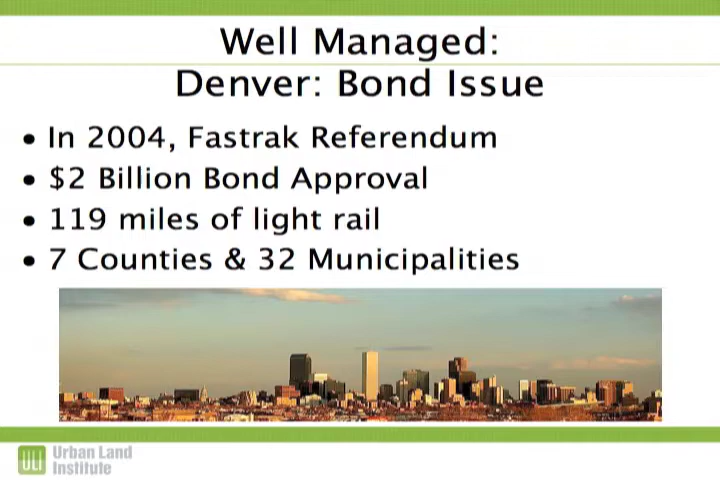 Well Managed:
Denver: Bond Issue
• In 2004, Fastrak Referendum
• $2 Billion Bond Approval
• 119 miles of light rail
• 7 Counties & 32 Municipalities
ULI
Urban Land
Institute